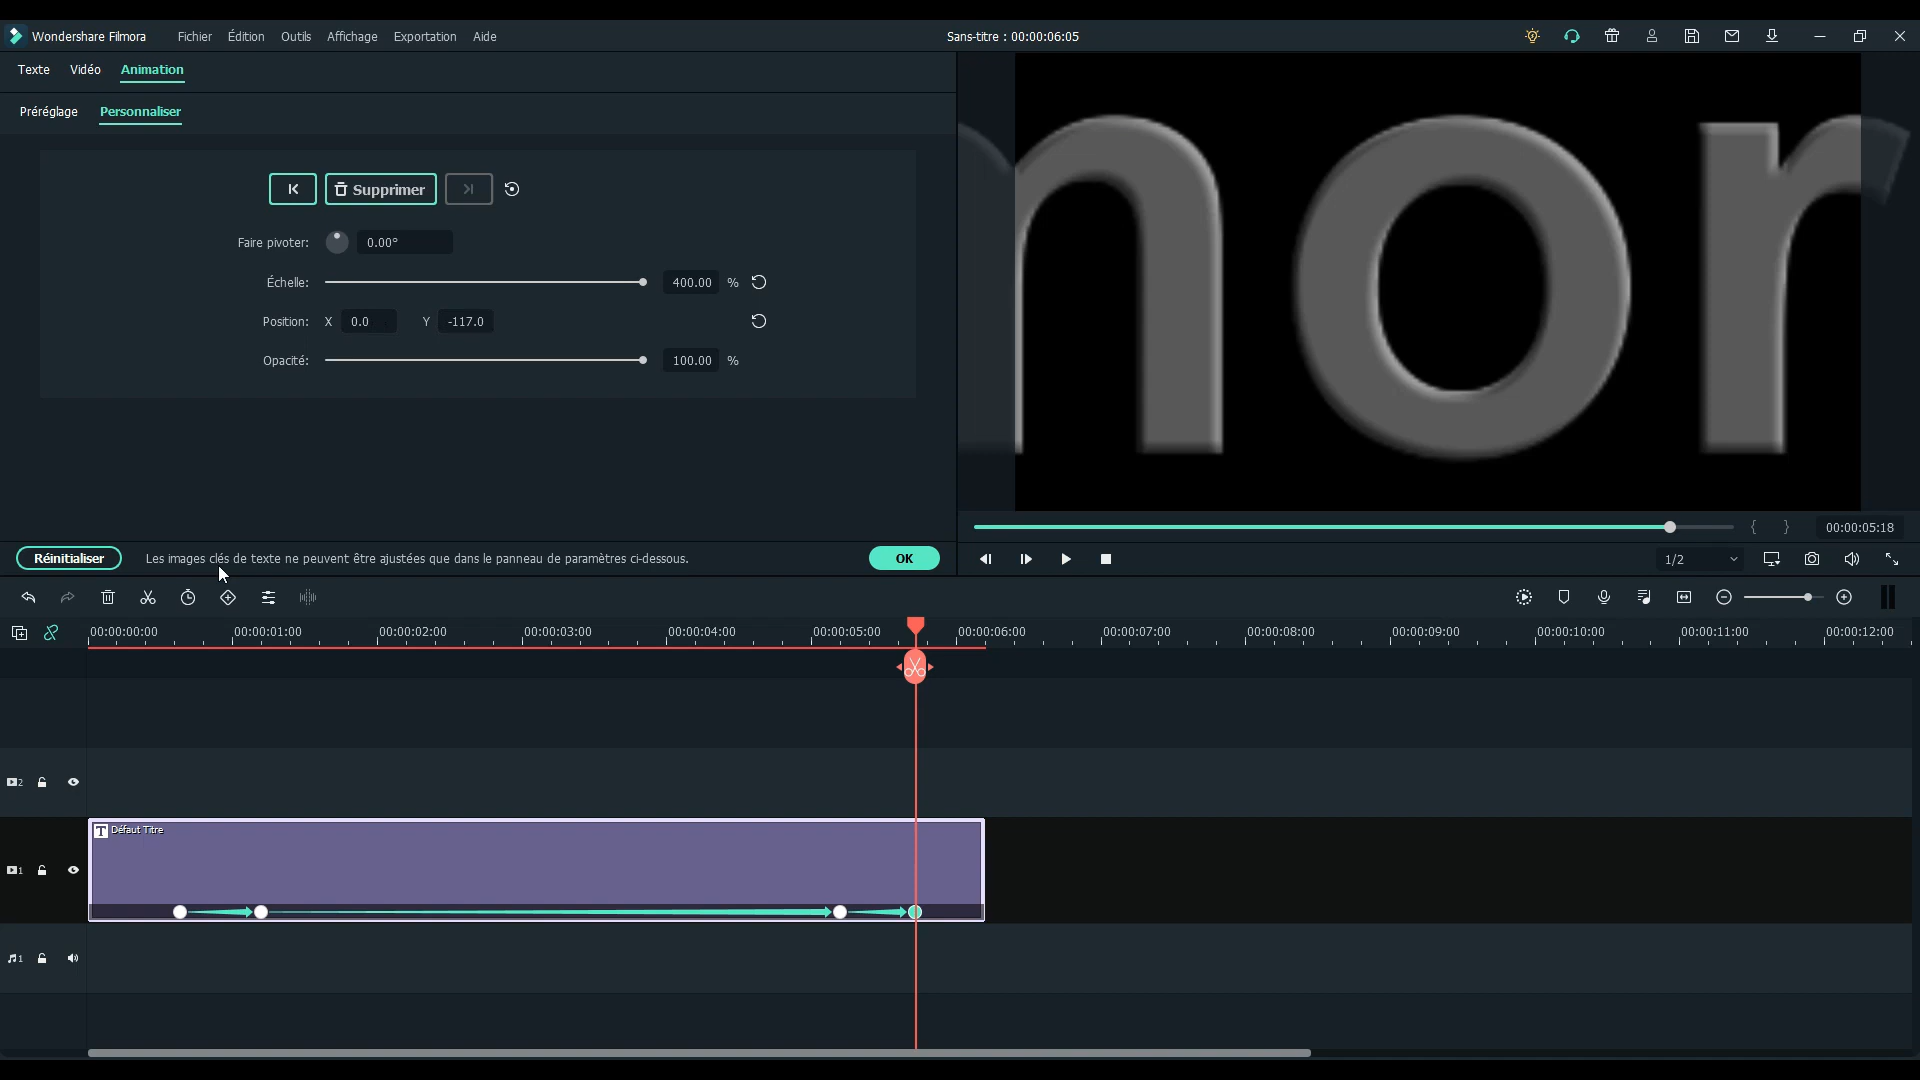 Wondershare Filmora
Fichier
Édition
Outils
Affichage
Exportation
Aide
Sans-titre : 00:00:06:05
Texte
Vidéo
Animation
Préréglage
Personnaliser
Supprimer
Faire pivoter:
0.00°
Échelle:
400.00
%
Position:
X
0.0
Y
-117.0
Opacité:
100.00
%
mor
Réinitialiser
Les images clés de texte ne peuvent être ajustées que dans le panneau de paramètres ci-dessous.
OK
{ }
00:00:05:18
1/2
00:00:00:00
00:00:01:00
00:00:02:00
00:00:03:00
00:00:04:00
00:00:05:00
00:00:06:00
00:00:07:00
00:00:08:00
00:00:09:00
00:00:10:00
00:00:11:00
00:00:12:00
2
T Défaut Titre
1
1